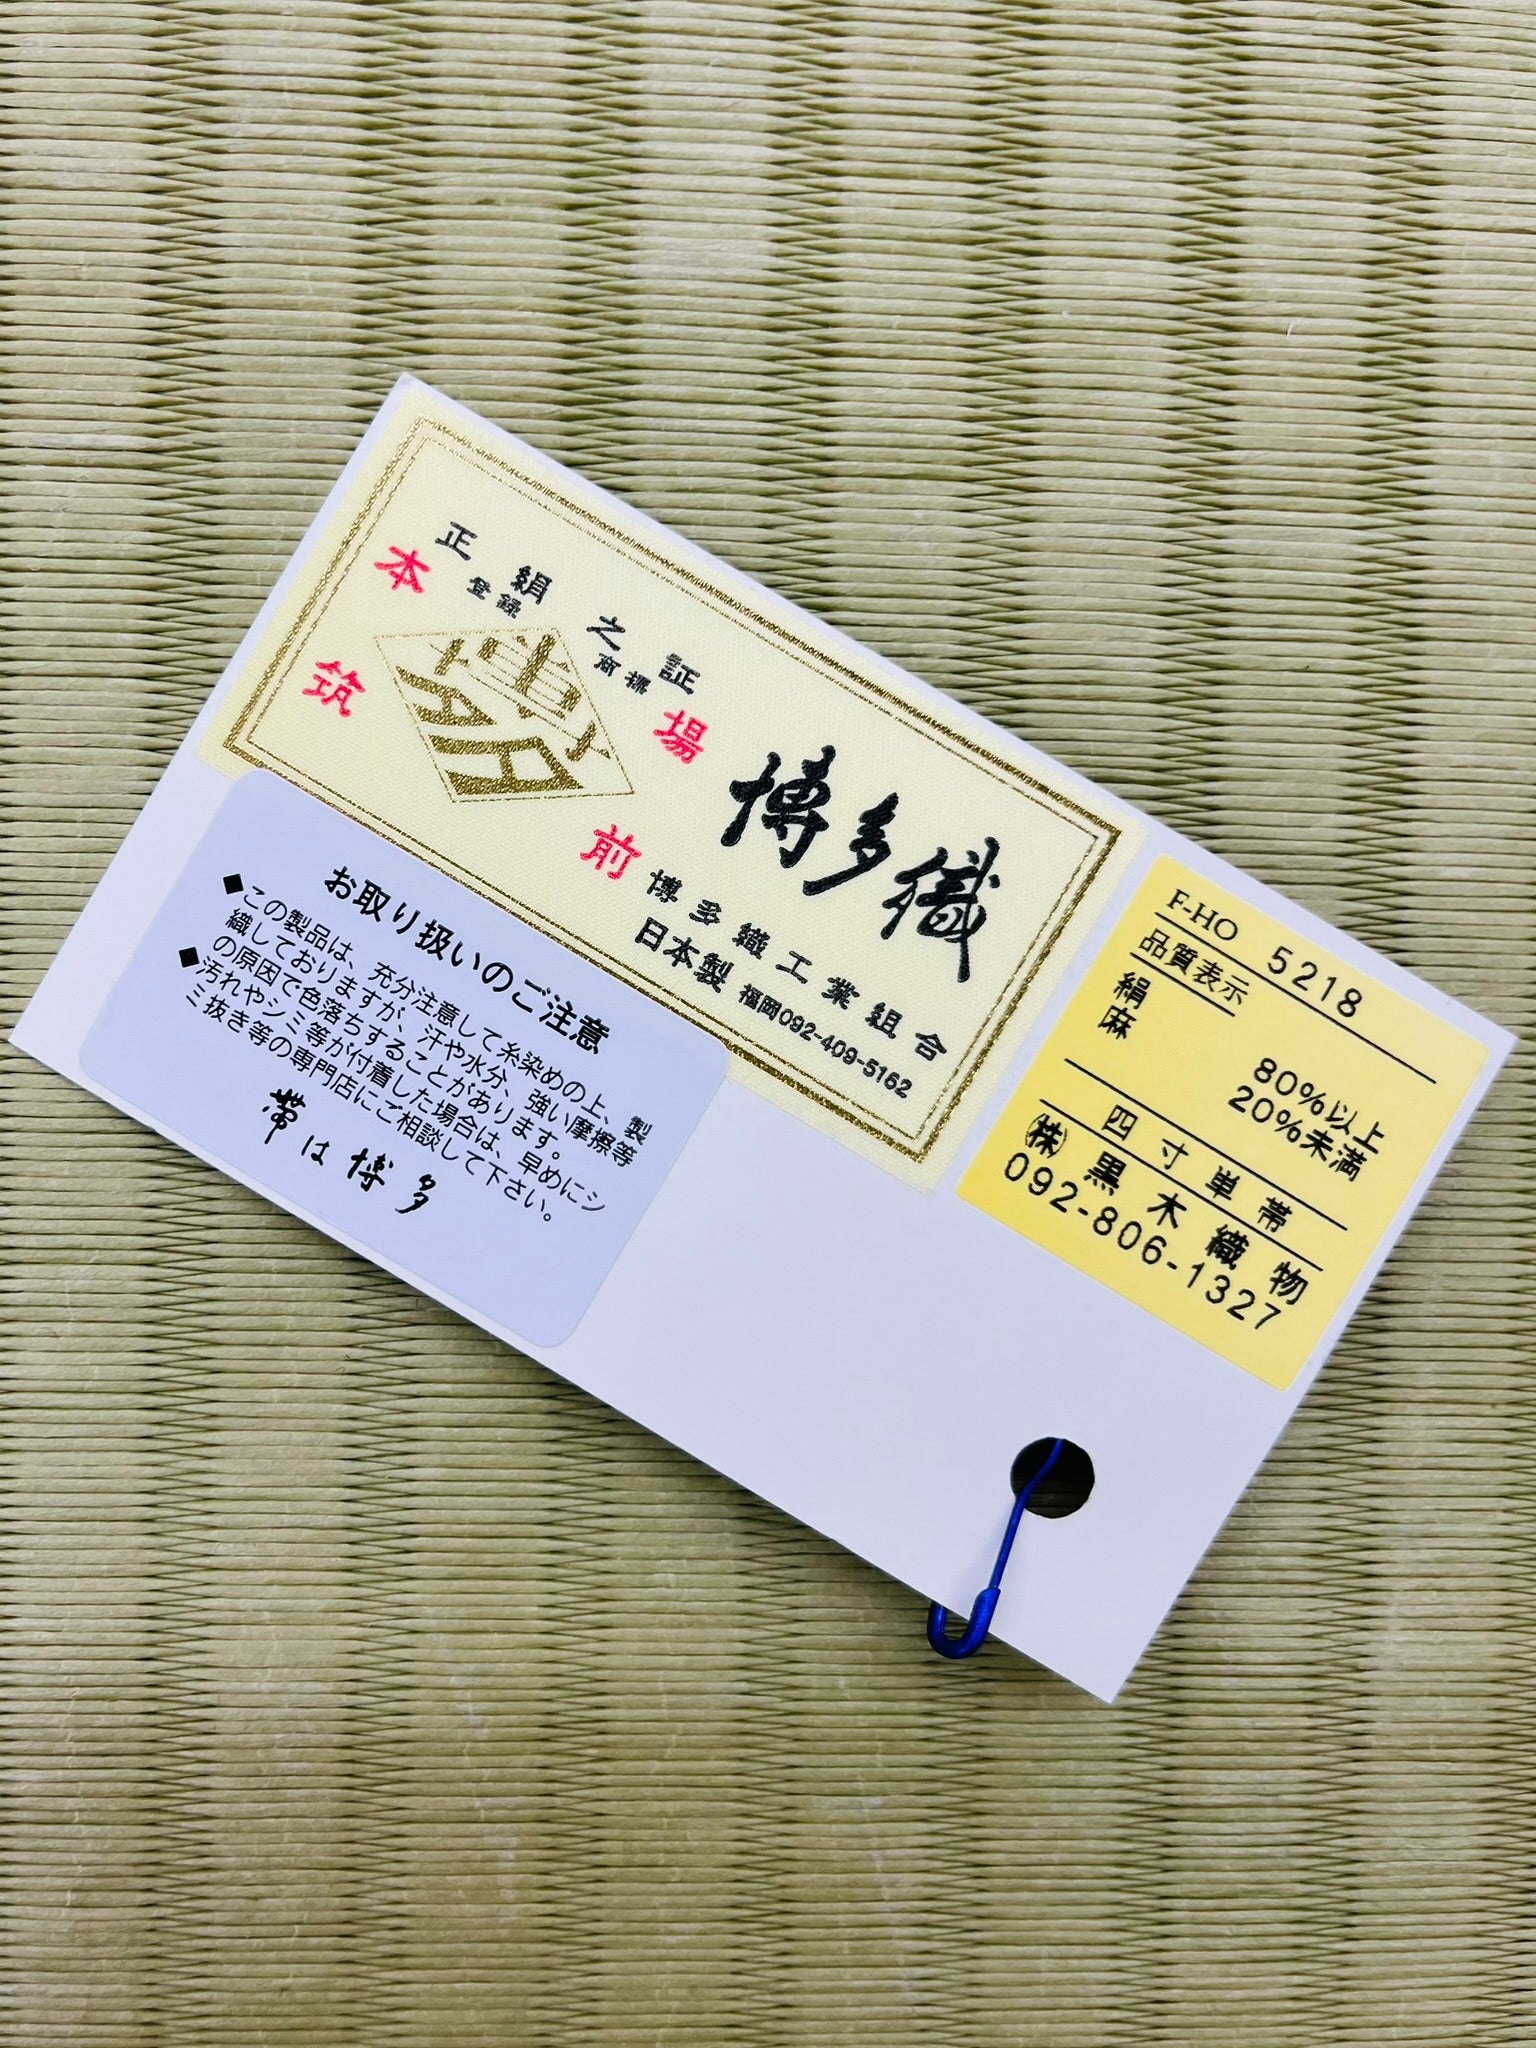 正絹之証
登録 商標
本場
筑前
博多織
博多織工業組合
日本製 福岡092-409-5162
お取り扱いのご注意
■この製品は、充分注意して糸染めの上、製
織しておりますが、汗や水分、強い摩擦等
の原因で色落ちすることがあります。
■汚れやシミ等が付着した場合は、早めにシ
ミ抜き等の専門店にご相談して下さい。
帯は博多
F-HO 5218
品質表示
絹 80%以上
麻 20%未満
四寸単帯
㈱黒木織物
092-806-1327